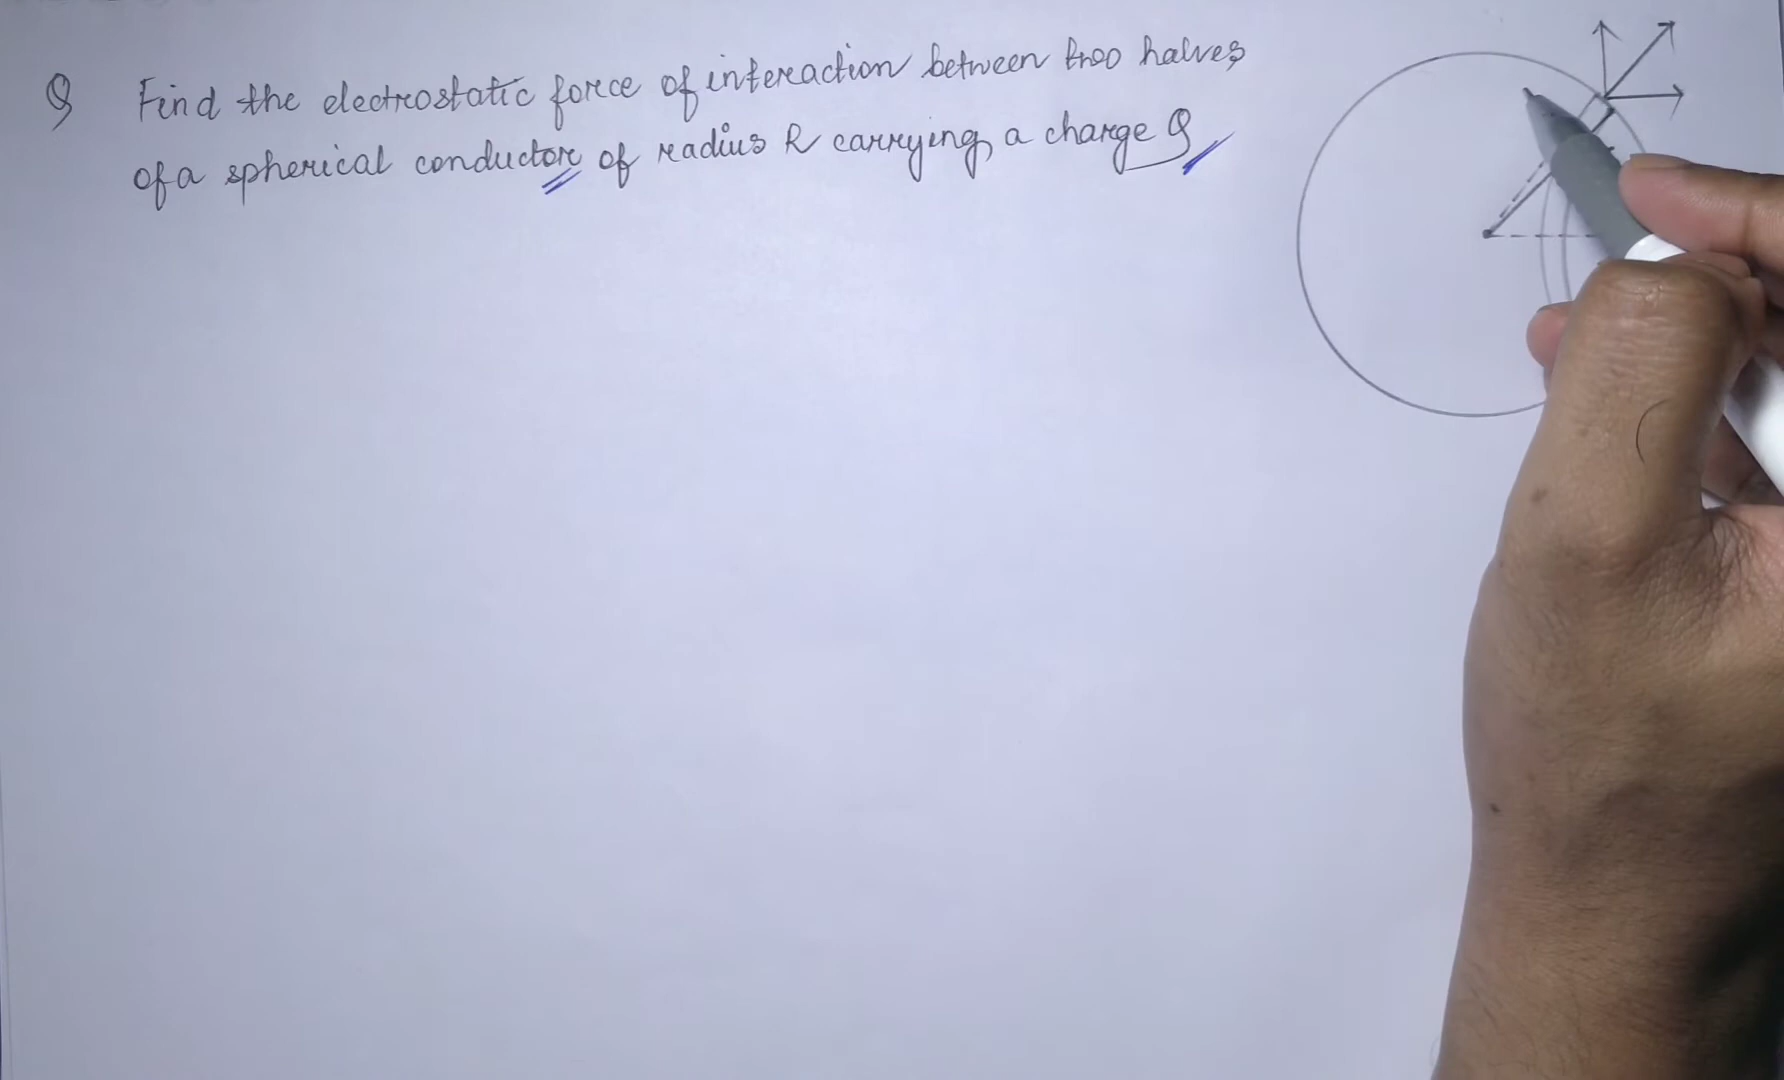 Q Find the electrostatic force of interaction between two halves
of a spherical conductor of radius R carrying a charge Q